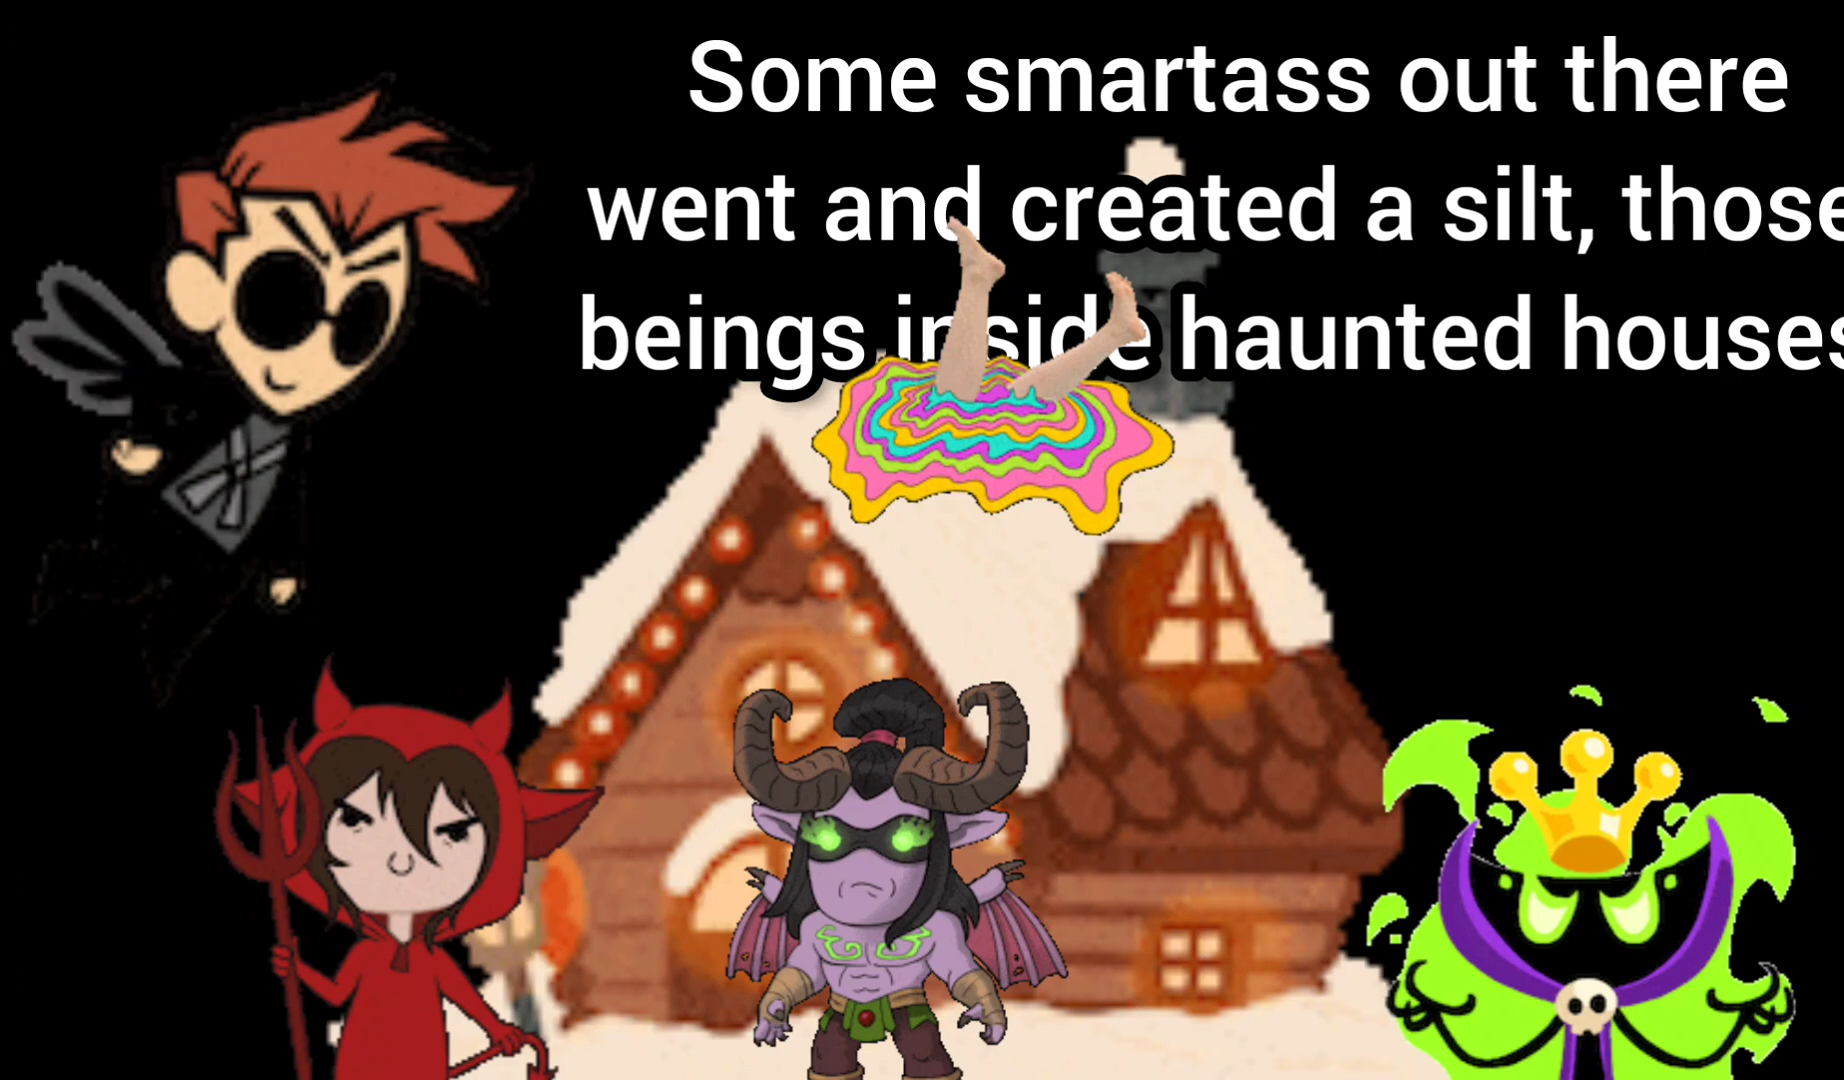 Some smartass out there
went and created a silt, those
beings inside haunted houses